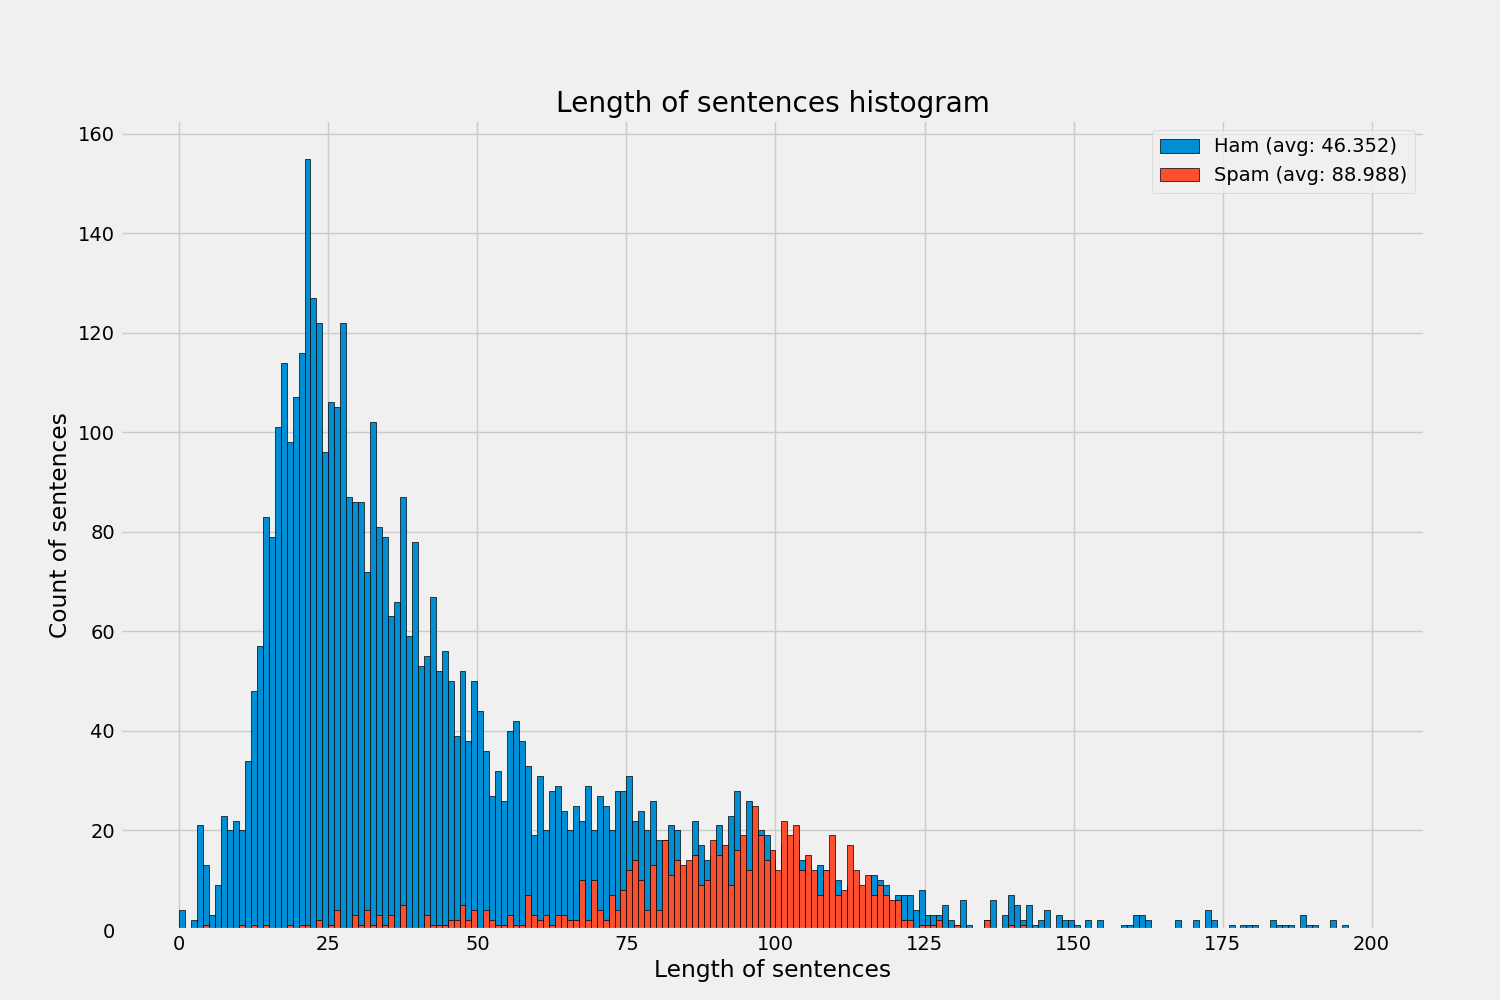 Length of sentences histogram
Ham (avg: 46.352)
Spam (avg: 88.988)
160
140
120
100
80
60
40
20
0
Count of sentences
0 25 50 75 100 125 150 175 200
Length of sentences